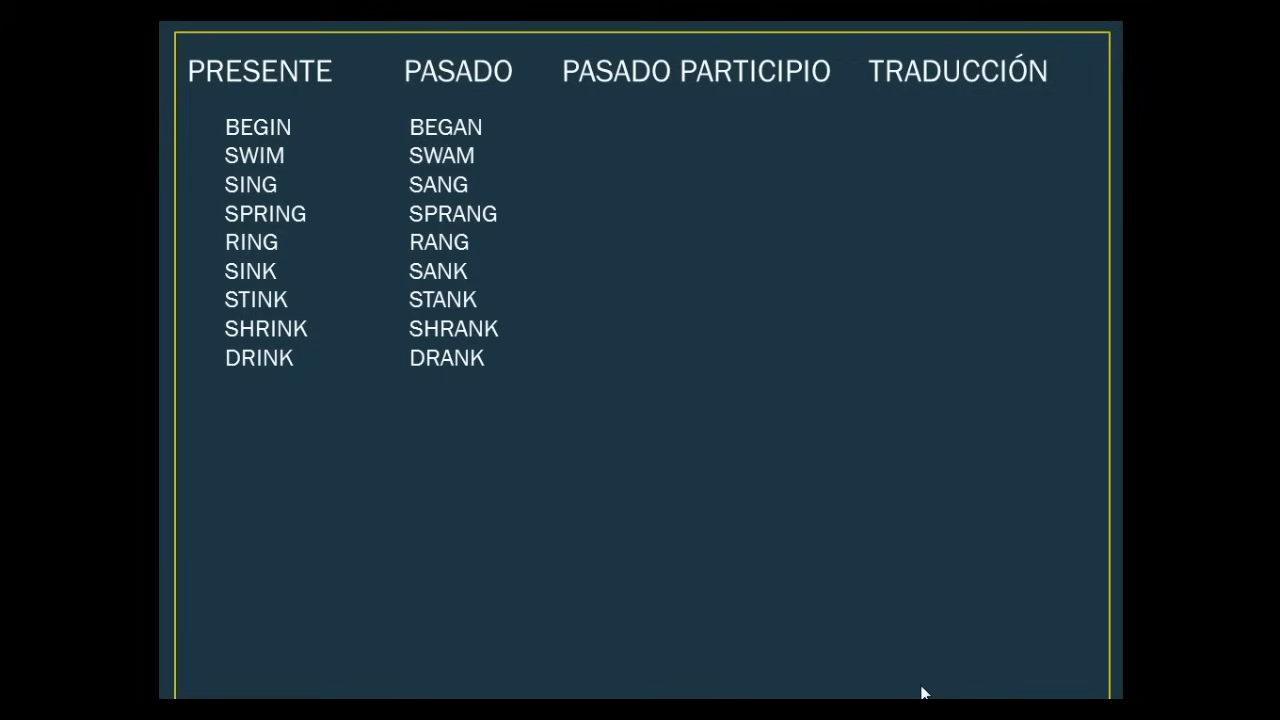 PRESENTE PASADO PASADO PARTICIPIO TRADUCCIÓN
BEGIN BEGAN
SWIM SWAM
SING SANG
SPRING SPRANG
RING RANG
SINK SANK
STINK STANK
SHRINK SHRANK
DRINK DRANK